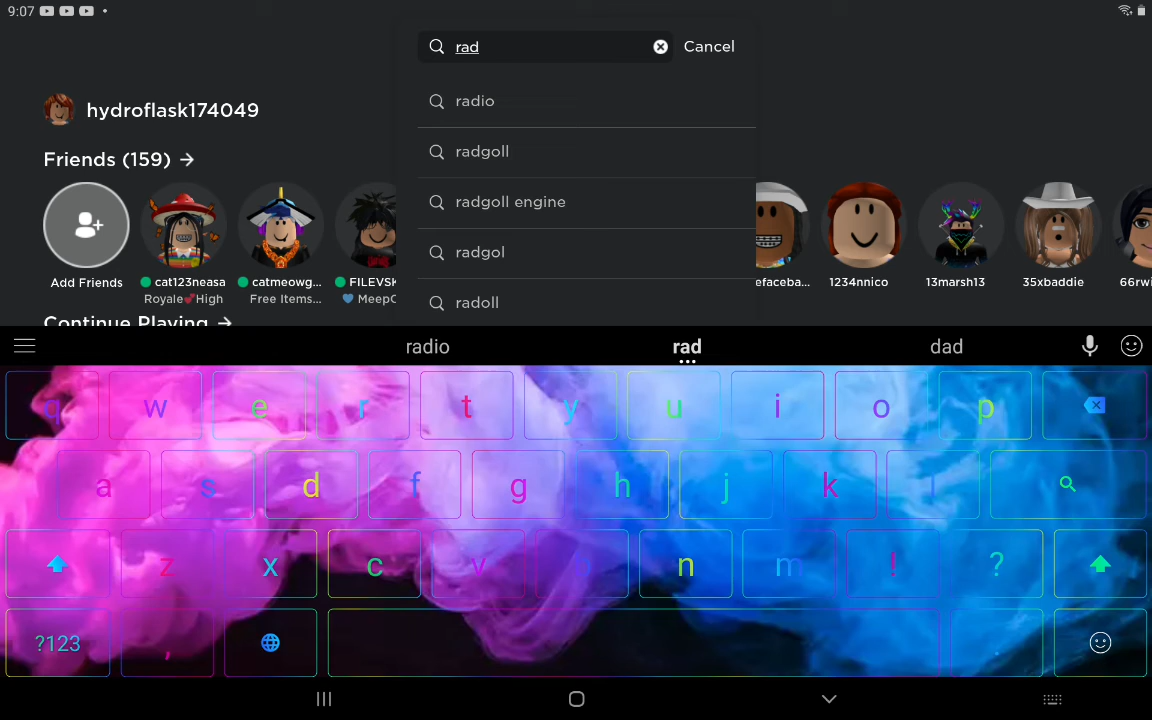 9:07
rad
Cancel
radio
radgoll
radgoll engine
radgol
radoll
hydroflask174049
Friends (159) →
Add Friends
cat123neasa
Royale💕High
catmeowg...
Free Items...
FILEVSK
💙 MeepC
efaceba...
1234nnico
13marsh13
35xbaddie
66rwi
Continue Playing →
radio rad dad
q w e r t y u i o p
a s d f g h j k l
z x c v b n m ! ?
?123 , .